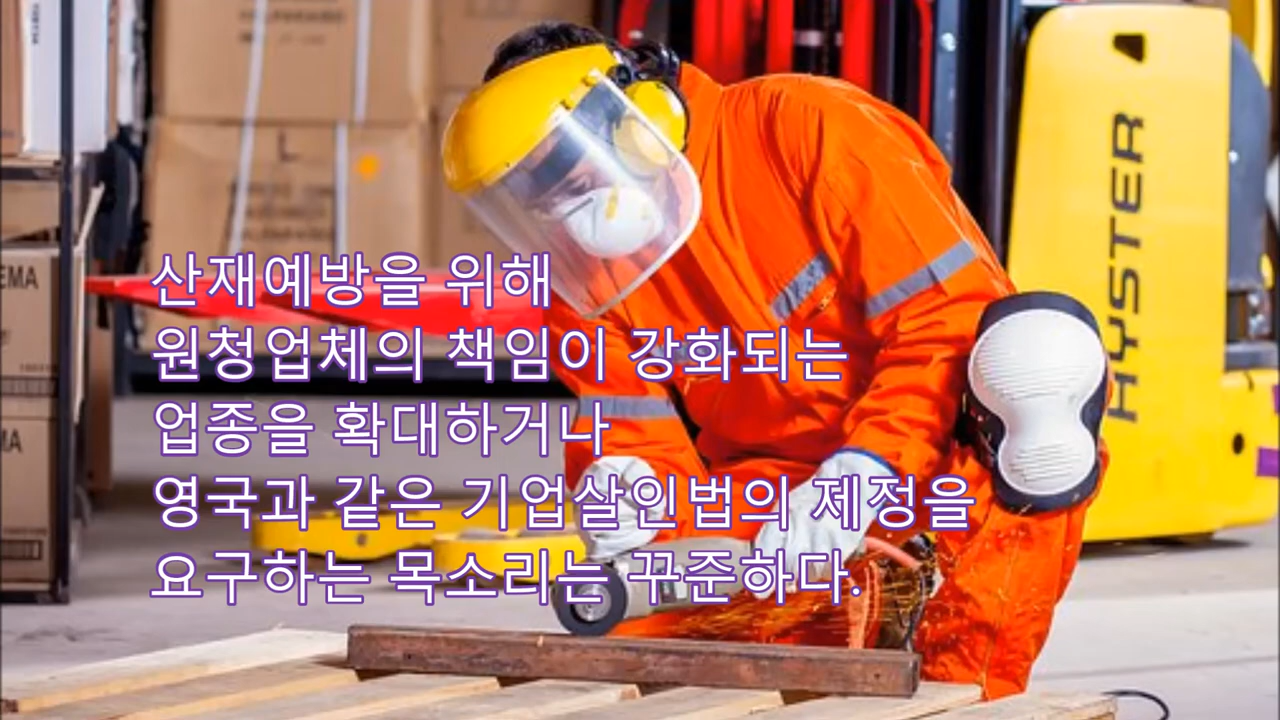 산재예방을 위해
원청업체의 책임이 강화되는
업종을 확대하거나
영국과 같은 기업살인법의 제정을
요구하는 목소리는 꾸준하다.
HYSTER
L
EMA
MA